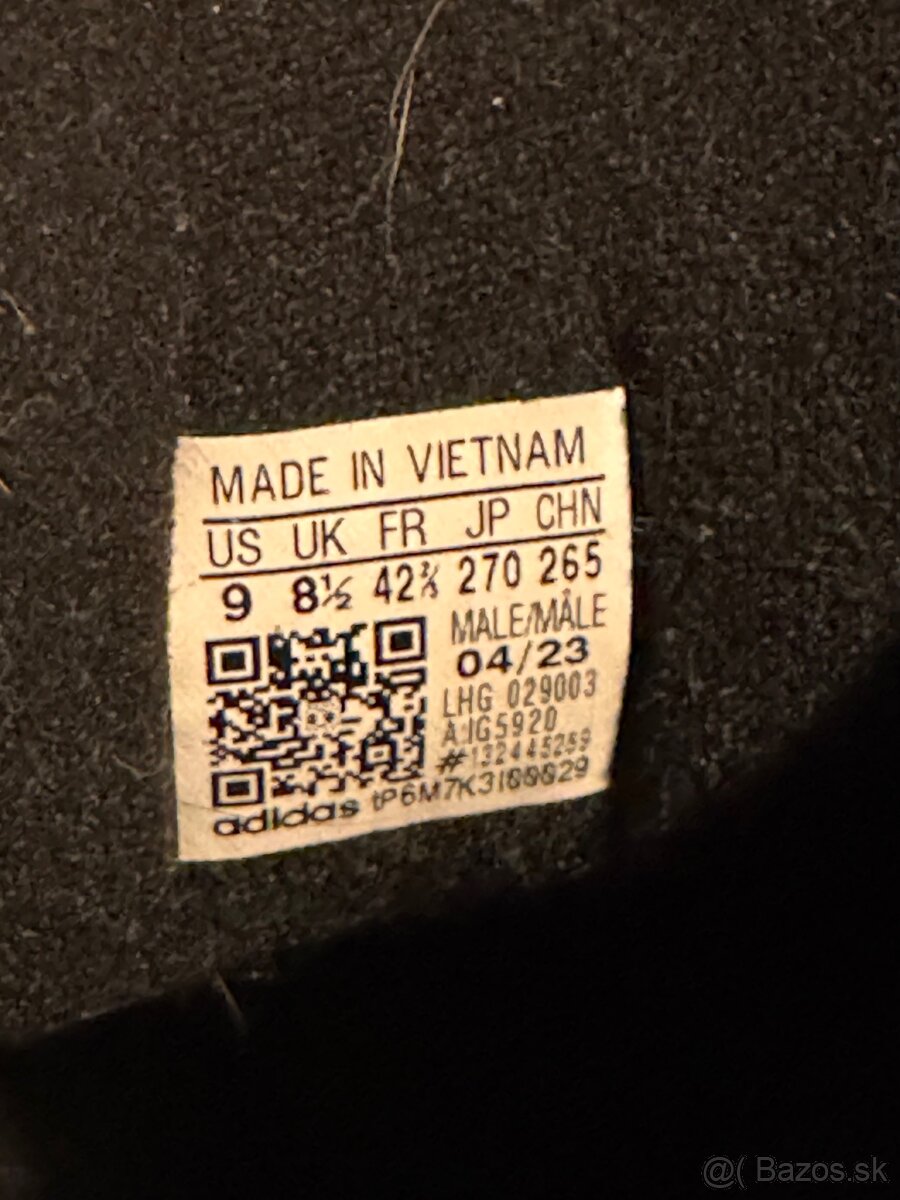 MADE IN VIETNAM
US UK FR JP CHN
9 8½ 42⅔ 270 265
MALE/MÂLE
04/23
LHG 029003
A:IG5920
#132445259
adidas tP6M7K3I00029
@( Bazos.sk